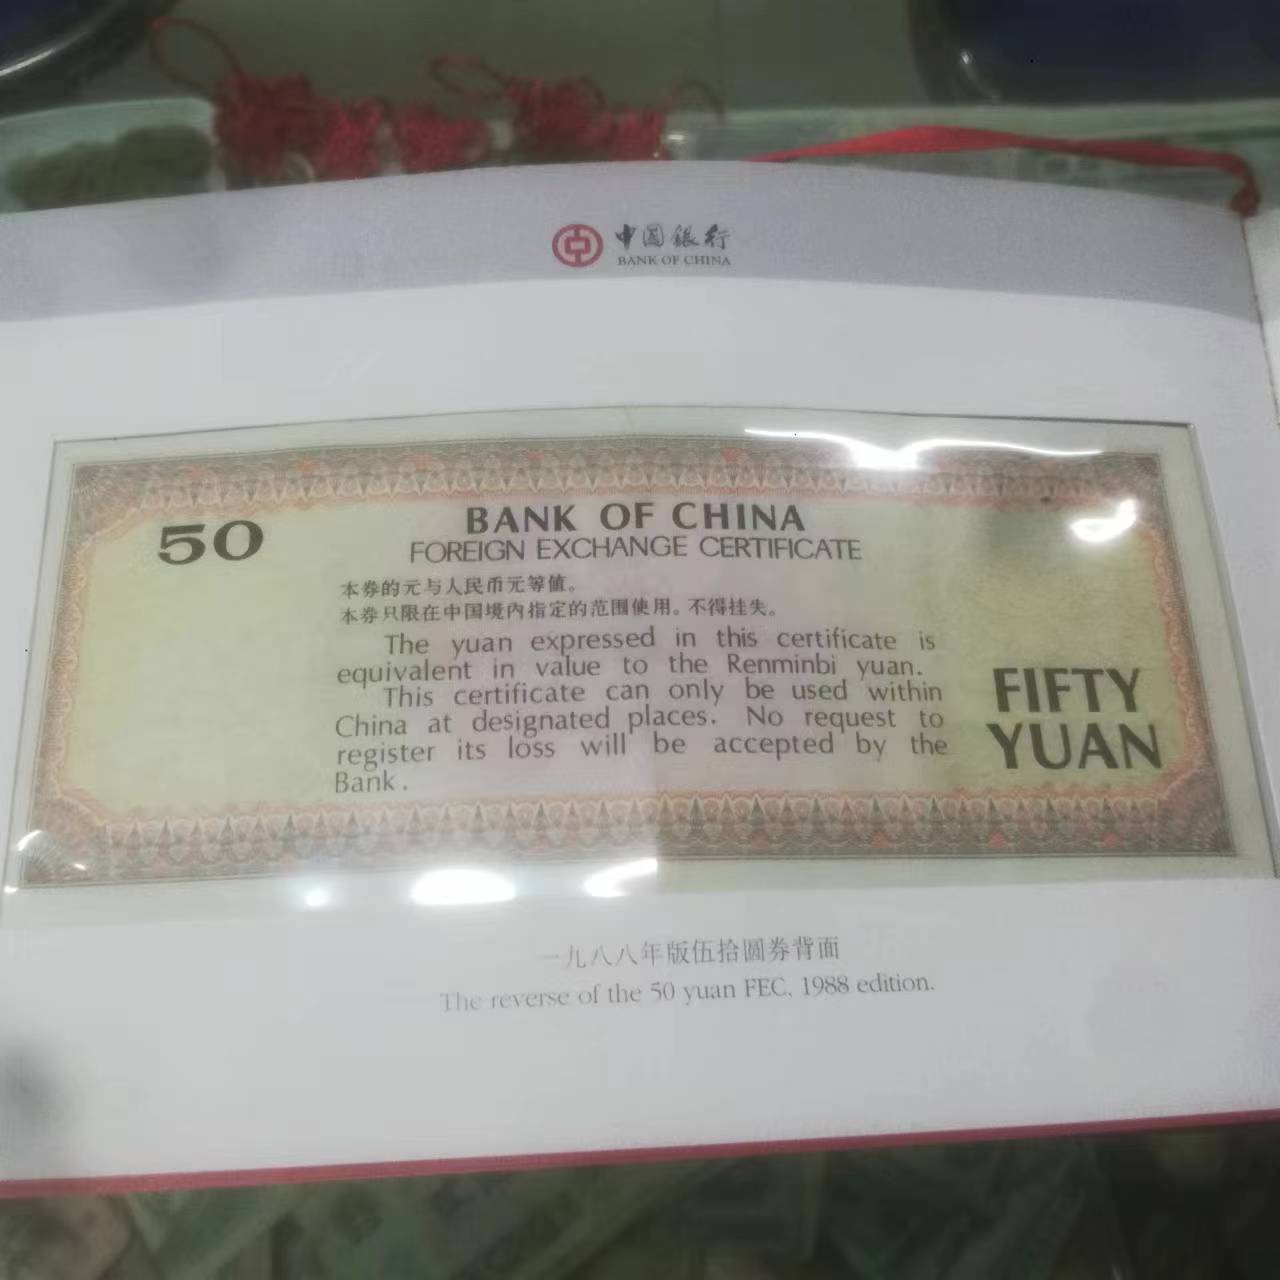 中国银行
BANK OF CHINA
50
BANK OF CHINA
FOREIGN EXCHANGE CERTIFICATE
本券的元与人民币元等值。
本券只限在中国境内指定的范围使用。不得挂失。
The yuan expressed in this certificate is
equivalent in value to the Renminbi yuan.
This certificate can only be used within
China at designated places. No request to
register its loss will be accepted by the
Bank.
FIFTY
YUAN
一九八八年版伍拾圆券背面
The reverse of the 50 yuan FEC, 1988 edition.